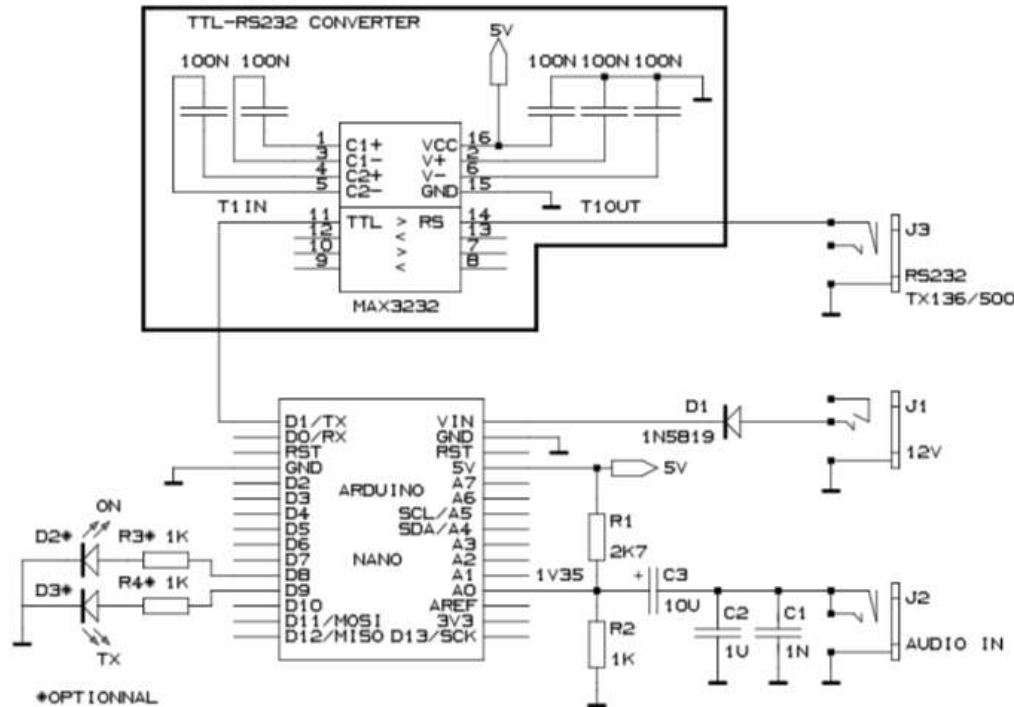 TTL-RS232 CONVERTER
5V
100N 100N
100N 100N 100N
1 C1+ VCC 16
3 C1- V+ 2
4 C2+ V- 6
5 C2- GND 15
T1IN 11 TTL > RS 14 T1OUT
12 < 13
10 > 7
9 < 8
MAX3232
J3
RS232
TX136/500
D1/TX VIN
D0/RX GND
RST RST
GND 5V
D2 A7
D3 A6
D4 SCL/A5
D5 SDA/A4
D6 A3
D7 A2
D8 A1
D9 A0
D10 AREF
D11/MOSI 3V3
D12/MISO D13/SCK
ARDUINO
NANO
D1
1N5819
J1
12V
5V
R1
2K7
ON
D2* R3* 1K
D3* R4* 1K
TX
1V35
+ C3
10U
R2
1K
C2
1U
C1
1N
J2
AUDIO IN
*OPTIONNAL